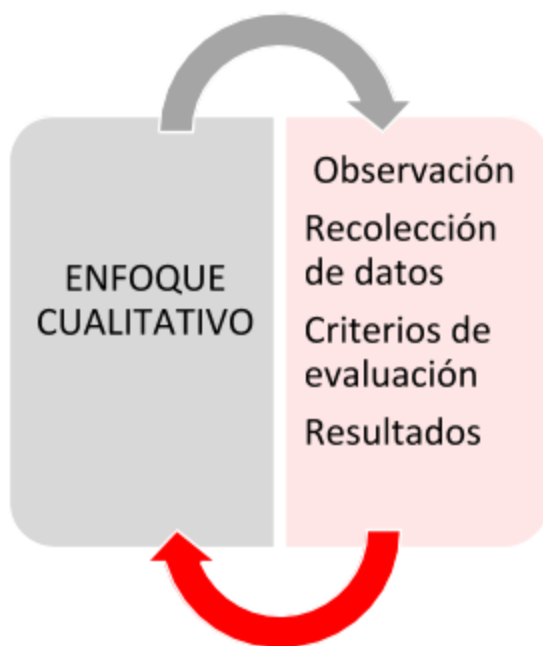 ENFOQUE
CUALITATIVO
Observación
Recolección
de datos
Criterios de
evaluación
Resultados